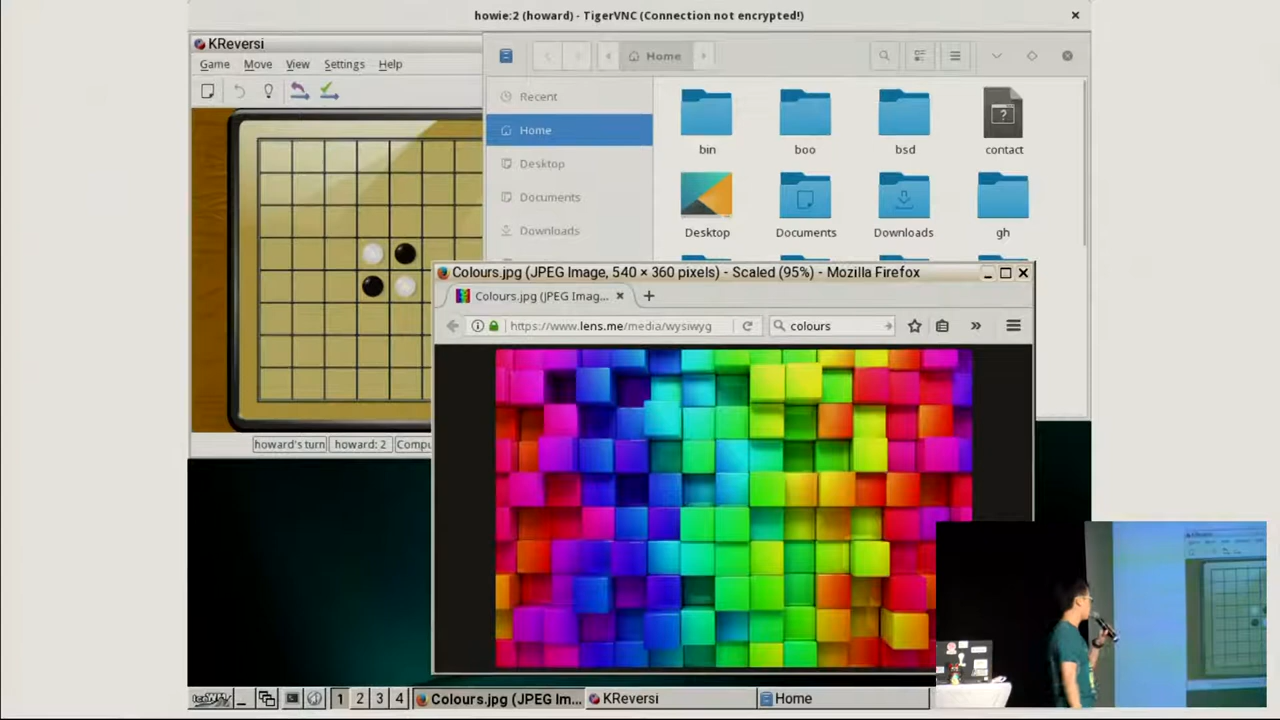 howie:2 (howard) - TigerVNC (Connection not encrypted!)
KReversi
Game Move View Settings Help
Home
Recent
Home
Desktop
Documents
Downloads
bin
boo
bsd
contact
Desktop
Documents
Downloads
gh
Colours.jpg (JPEG Image, 540 × 360 pixels) - Scaled (95%) - Mozilla Firefox
Colours.jpg (JPEG Imag...
https://www.lens.me/media/wysiwyg
colours
howard's turn
howard: 2
Compu
1 2 3 4
Colours.jpg (JPEG Im...
KReversi
Home